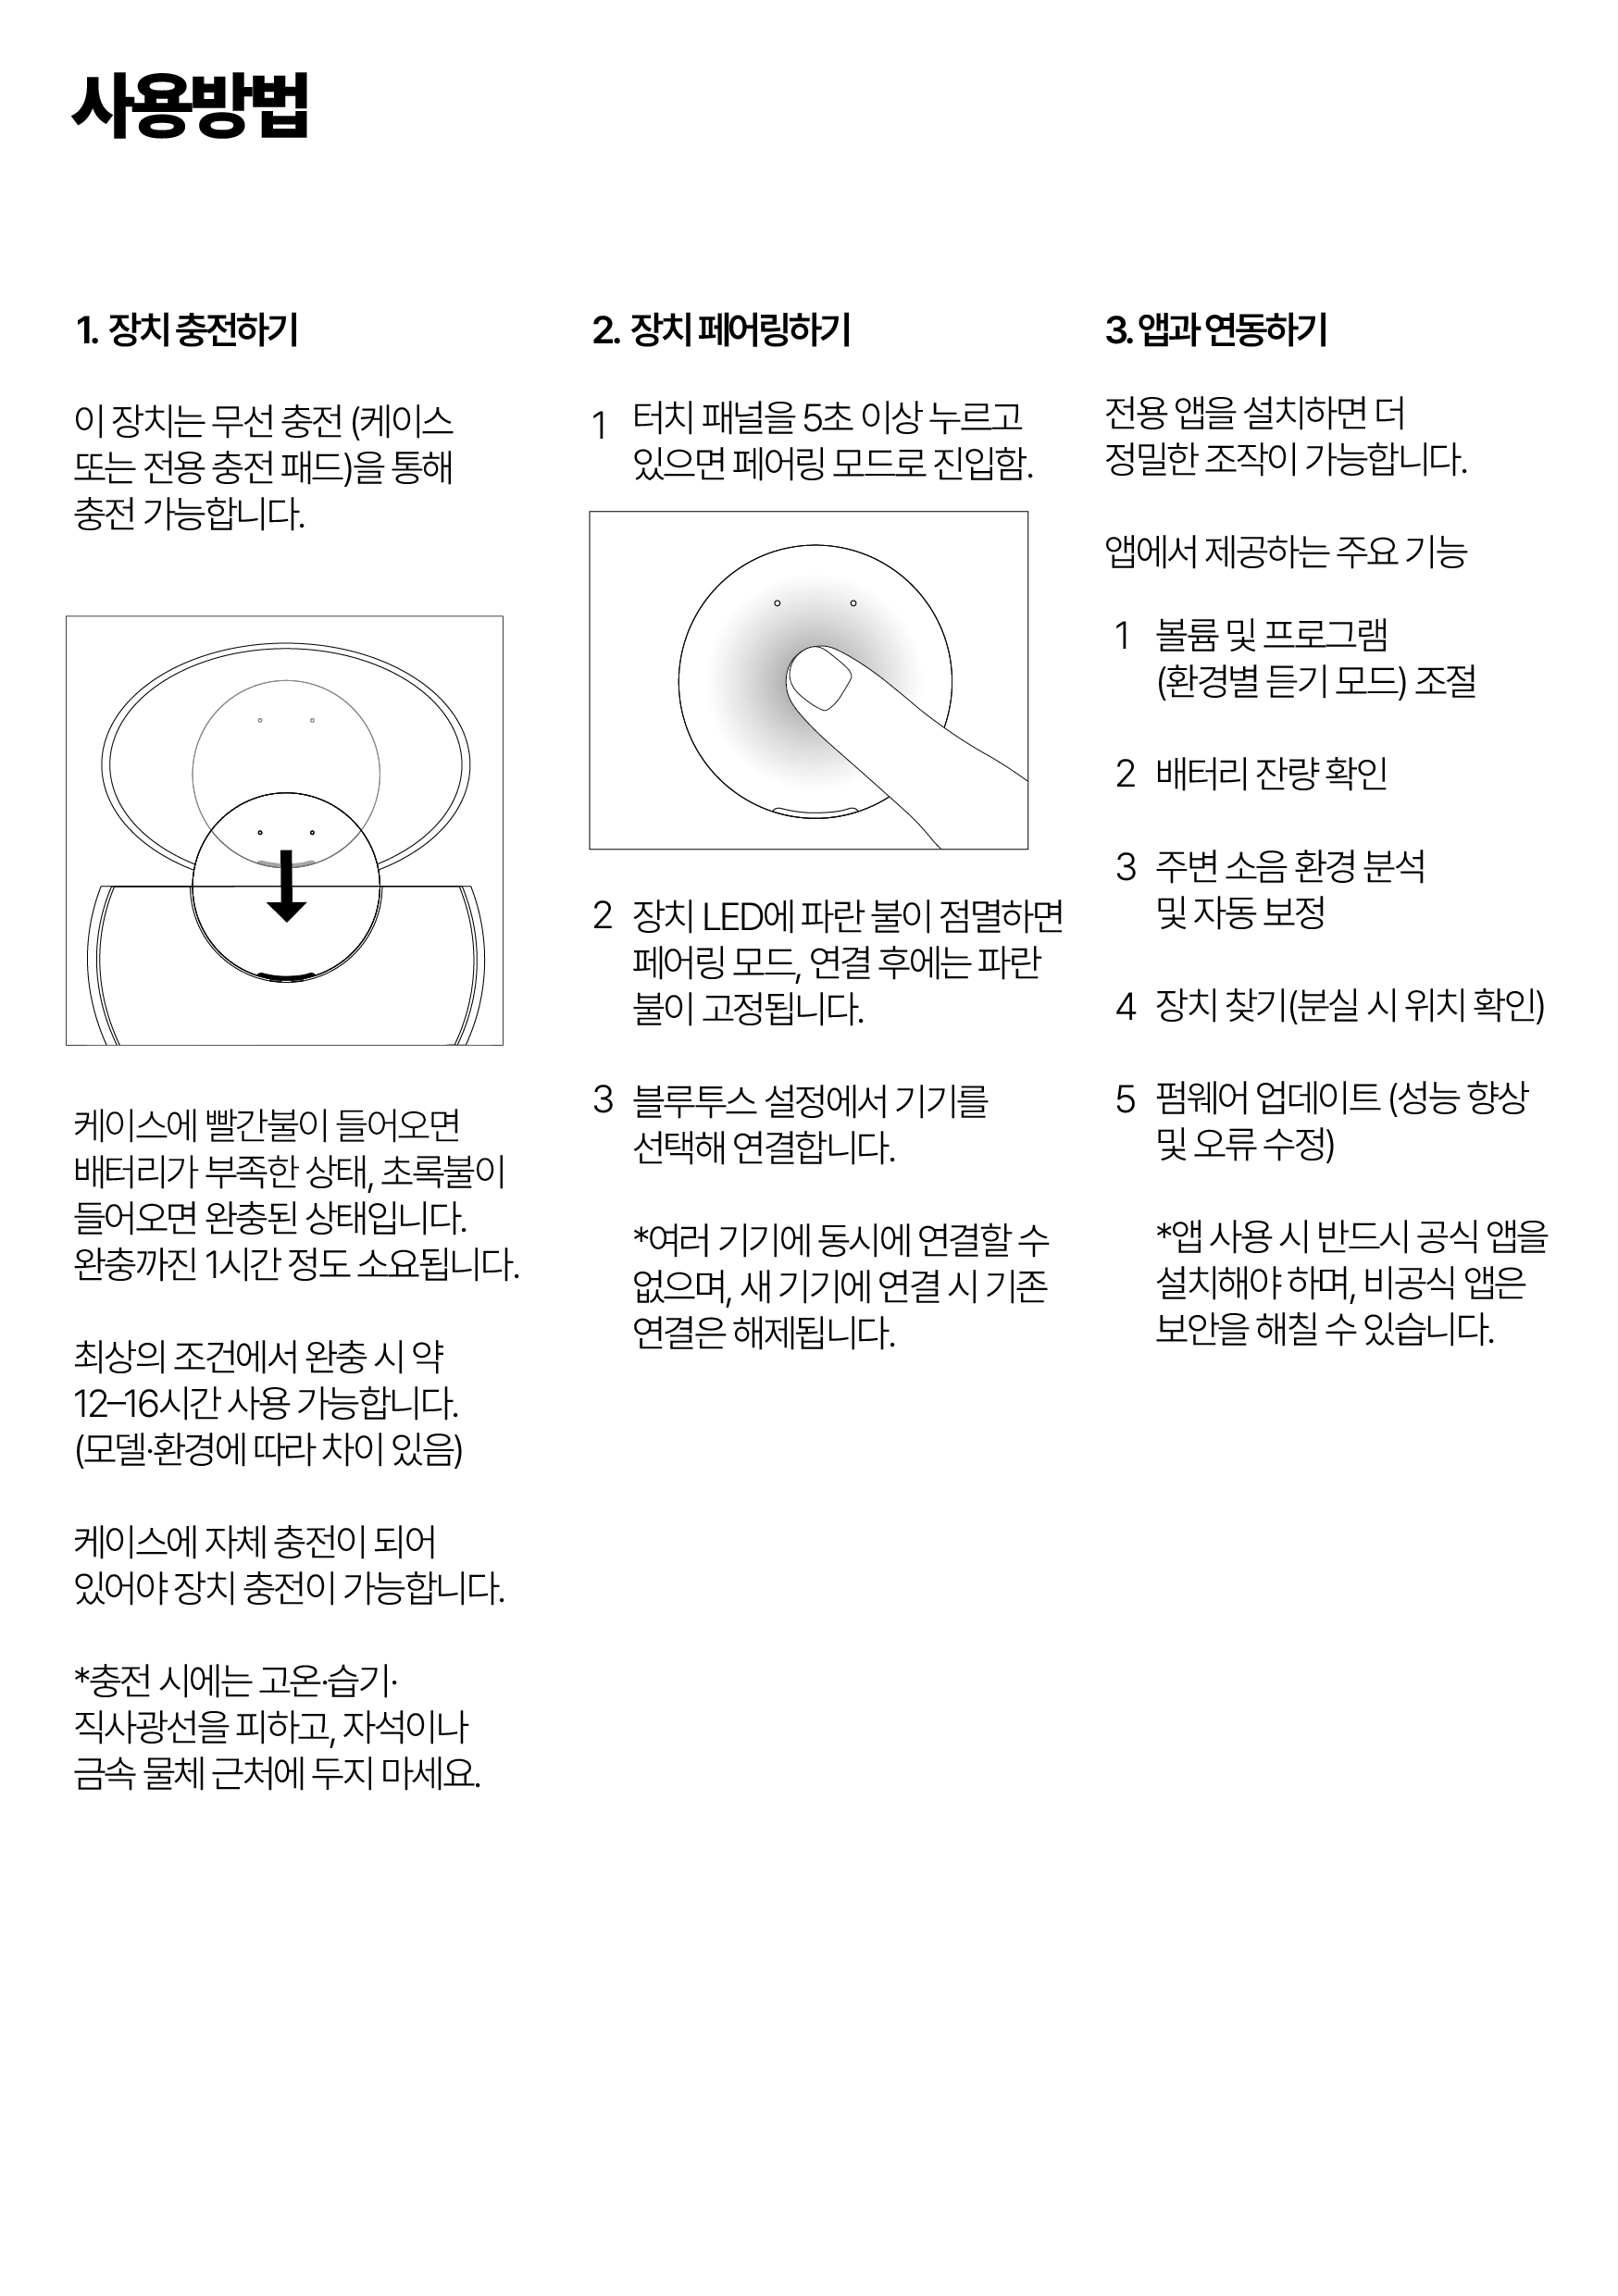 사용방법
1. 장치 충전하기
이 장치는 무선 충전 (케이스
또는 전용 충전 패드)을 통해
충전 가능합니다.
케이스에 빨간불이 들어오면
배터리가 부족한 상태, 초록불이
들어오면 완충된 상태입니다.
완충까진 1시간 정도 소요됩니다.
최상의 조건에서 완충 시 약
12–16시간 사용 가능합니다.
(모델·환경에 따라 차이 있음)
케이스에 자체 충전이 되어
있어야 장치 충전이 가능합니다.
*충전 시에는 고온·습기·
직사광선을 피하고, 자석이나
금속 물체 근처에 두지 마세요.
2. 장치 페어링하기
1 터치 패널을 5초 이상 누르고
있으면 페어링 모드로 진입함.
2 장치 LED에 파란 불이 점멸하면
페어링 모드, 연결 후에는 파란
불이 고정됩니다.
3 블루투스 설정에서 기기를
선택해 연결합니다.
*여러 기기에 동시에 연결할 수
없으며, 새 기기에 연결 시 기존
연결은 해제됩니다.
3. 앱과 연동하기
전용 앱을 설치하면 더
정밀한 조작이 가능합니다.
앱에서 제공하는 주요 기능
1 볼륨 및 프로그램
(환경별 듣기 모드) 조절
2 배터리 잔량 확인
3 주변 소음 환경 분석
및 자동 보정
4 장치 찾기(분실 시 위치 확인)
5 펌웨어 업데이트 (성능 향상
및 오류 수정)
*앱 사용 시 반드시 공식 앱을
설치해야 하며, 비공식 앱은
보안을 해칠 수 있습니다.